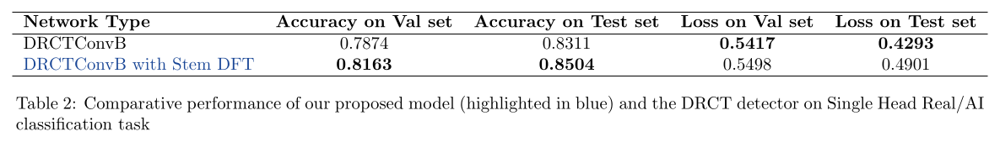 Network Type Accuracy on Val set Accuracy on Test set Loss on Val set Loss on Test set
DRCTConvB 0.7874 0.8311 0.5417 0.4293
DRCTConvB with Stem DFT 0.8163 0.8504 0.5498 0.4901
Table 2: Comparative performance of our proposed model (highlighted in blue) and the DRCT detector on Single Head Real/AI
classification task